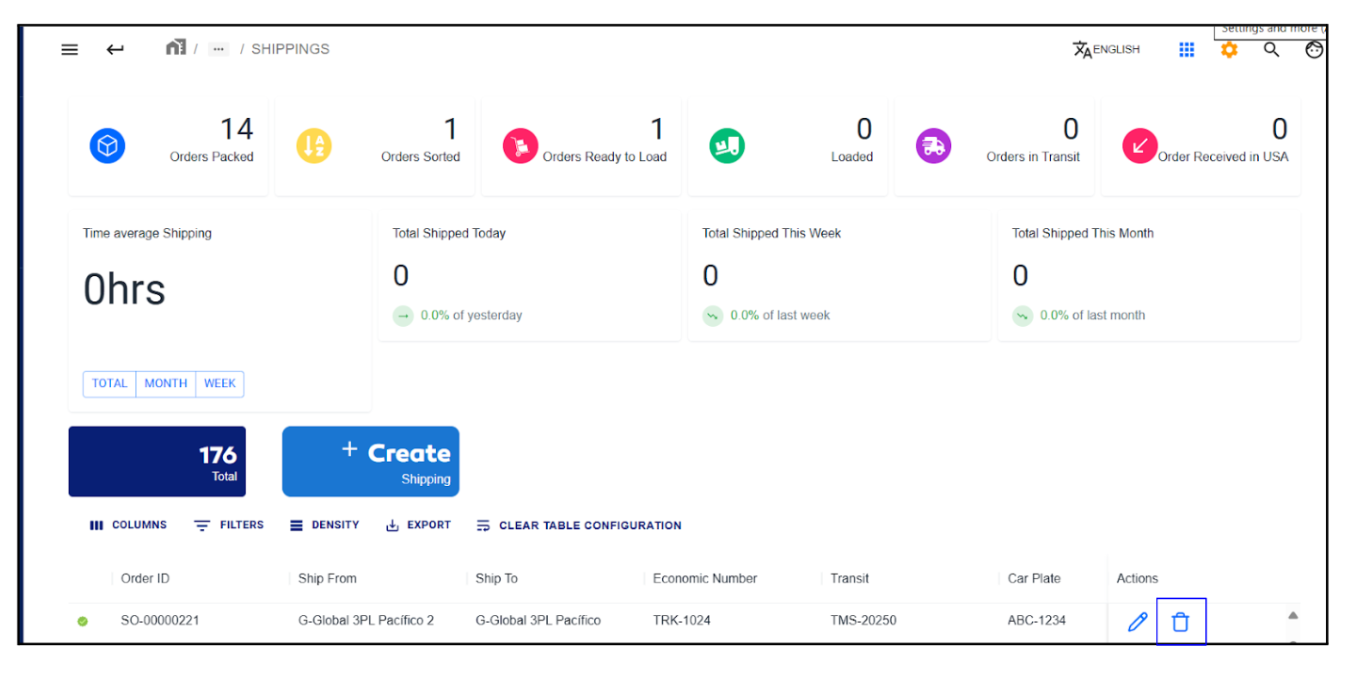 Settings and more
/ ... / SHIPPINGS
ENGLISH
14
Orders Packed
1
Orders Sorted
1
Orders Ready to Load
0
Loaded
0
Orders in Transit
0
Order Received in USA
Time average Shipping
0hrs
TOTAL MONTH WEEK
Total Shipped Today
0
0.0% of yesterday
Total Shipped This Week
0
0.0% of last week
Total Shipped This Month
0
0.0% of last month
176
Total
+ Create
Shipping
COLUMNS FILTERS DENSITY EXPORT CLEAR TABLE CONFIGURATION
Order ID Ship From Ship To Economic Number Transit Car Plate Actions
SO-00000221 G-Global 3PL Pacífico 2 G-Global 3PL Pacífico TRK-1024 TMS-20250 ABC-1234